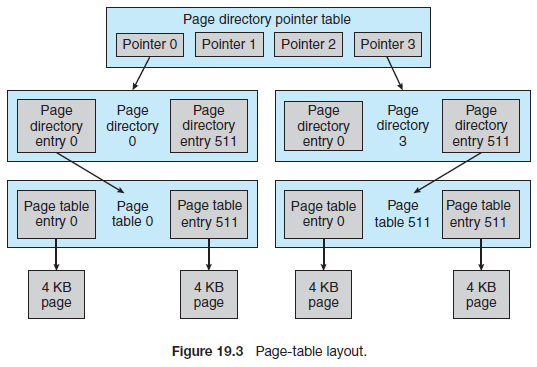 Page directory pointer table
Pointer 0 Pointer 1 Pointer 2 Pointer 3
Page
directory
entry 0
Page
directory
0
Page
directory
entry 511
Page
directory
entry 0
Page
directory
3
Page
directory
entry 511
Page table
entry 0
Page
table 0
Page table
entry 511
Page table
entry 0
Page
table 511
Page table
entry 511
4 KB
page
4 KB
page
4 KB
page
4 KB
page
Figure 19.3 Page-table layout.